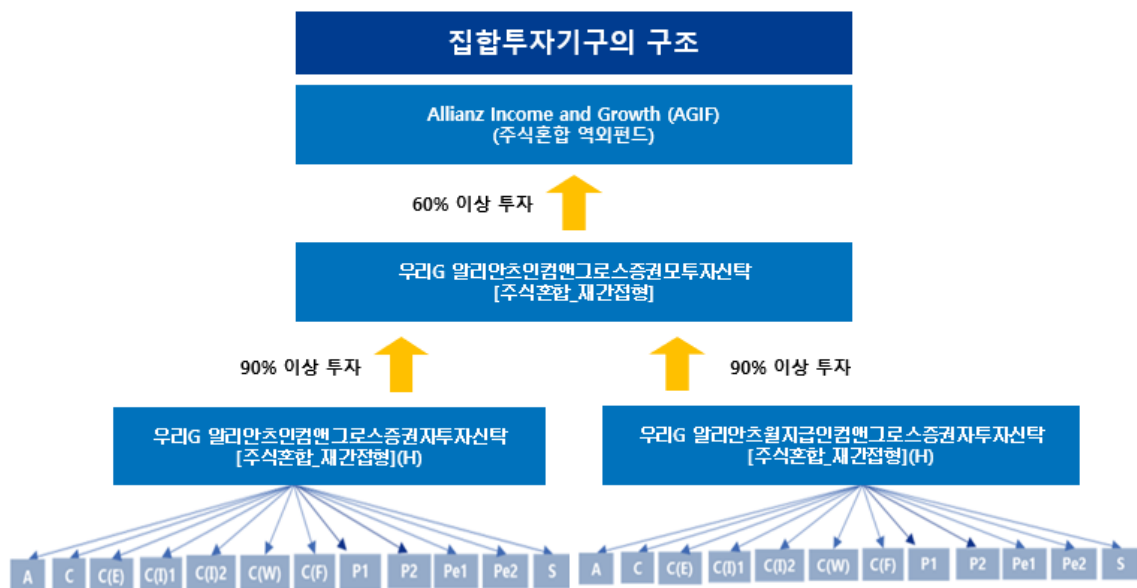 집합투자기구의 구조
Allianz Income and Growth (AGIF)
(주식혼합 역외펀드)
60% 이상 투자
우리G 알리안츠인컴앤그로스증권모투자신탁
[주식혼합_재간접형]
90% 이상 투자
90% 이상 투자
우리G 알리안츠인컴앤그로스증권자투자신탁
[주식혼합_재간접형](H)
우리G 알리안츠월지급인컴앤그로스증권자투자신탁
[주식혼합_재간접형](H)
A C C(E) C(I)1 C(I)2 C(W) C(F) P1 P2 Pe1 Pe2 S
A C C(E) C(I)1 C(I)2 C(W) C(F) P1 P2 Pe1 Pe2 S